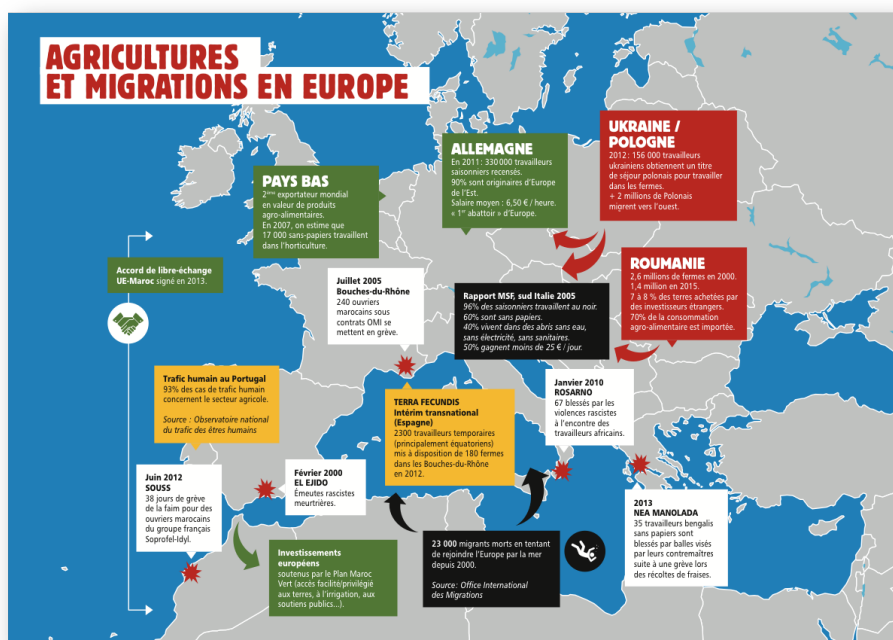 AGRICULTURES
ET MIGRATIONS EN EUROPE
UKRAINE /
POLOGNE
2012 : 156 000 travailleurs
ukrainiens obtiennent un titre
de séjour polonais pour travailler
dans les fermes.
+ 2 millions de Polonais
migrent vers l'ouest.
ALLEMAGNE
En 2011 : 330 000 travailleurs
saisonniers recensés.
90% sont originaires d'Europe
de l'Est.
Salaire moyen : 6,50 € / heure.
« 1er abattoir » d'Europe.
PAYS BAS
2ème exportateur mondial
en valeur de produits
agro-alimentaires.
En 2007, on estime que
17 000 sans-papiers travaillent
dans l'horticulture.
Accord de libre-échange
UE-Maroc signé en 2013.
Juillet 2005
Bouches-du-Rhône
240 ouvriers
marocains sous
contrats OMI se
mettent en grève.
Rapport MSF, sud Italie 2005
96% des saisonniers travaillent au noir.
60% sont sans papiers.
40% vivent dans des abris sans eau,
sans électricité, sans sanitaires.
50% gagnent moins de 25 € / jour.
ROUMANIE
2,6 millions de fermes en 2000.
1,4 million en 2015.
7 à 8 % des terres achetées par
des investisseurs étrangers.
70% de la consommation
agro-alimentaire est importée.
Trafic humain au Portugal
93% des cas de trafic humain
concernent le secteur agricole.
Source : Observatoire national
du trafic des êtres humains
TERRA FECUNDIS
Intérim transnational
(Espagne)
2300 travailleurs temporaires
(principalement équatoriens)
mis à disposition de 180 fermes
dans les Bouches-du-Rhône
en 2012.
Janvier 2010
ROSARNO
67 blessés par les
violences racistes
à l'encontre des
travailleurs africains.
Juin 2012
SOUSS
38 jours de grève
de la faim pour des
ouvriers marocains
du groupe français
Soprofel-Idyl.
Février 2000
EL EJIDO
Émeutes racistes
meurtrières.
2013
NEA MANOLADA
35 travailleurs bengalis
sans papiers sont
blessés par balles visés
par leurs contremaîtres
suite à une grève lors
des récoltes de fraises.
Investissements
européens
soutenus par le Plan Maroc
Vert (accès facilité/privilégié
aux terres, à l'irrigation, aux
soutiens publics...).
23 000 migrants morts en tentant
de rejoindre l'Europe par la mer
depuis 2000.
Source : Office International
des Migrations